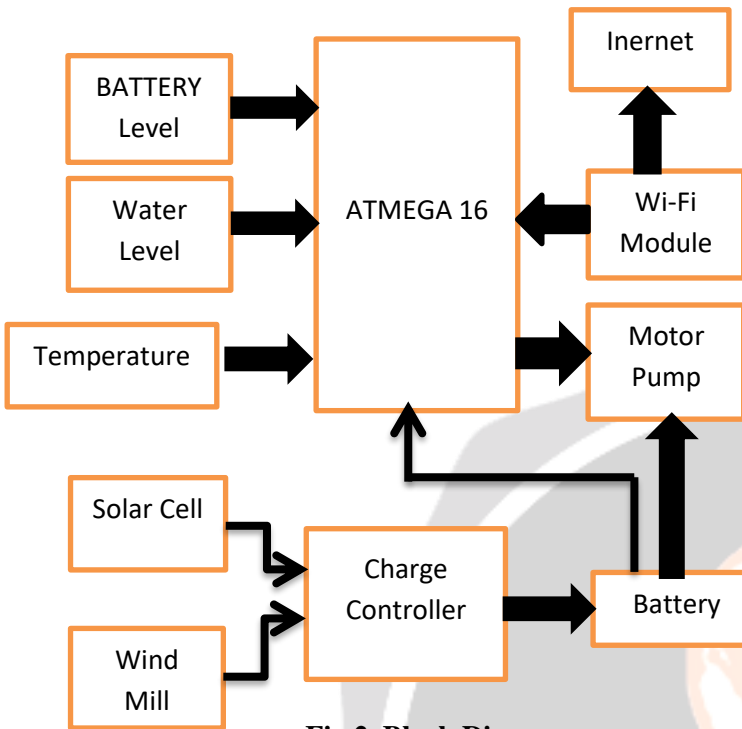 Inernet
BATTERY
Level
Water
Level
ATMEGA 16
Wi-Fi
Module
Temperature
Motor
Pump
Solar Cell
Charge
Controller
Battery
Wind
Mill